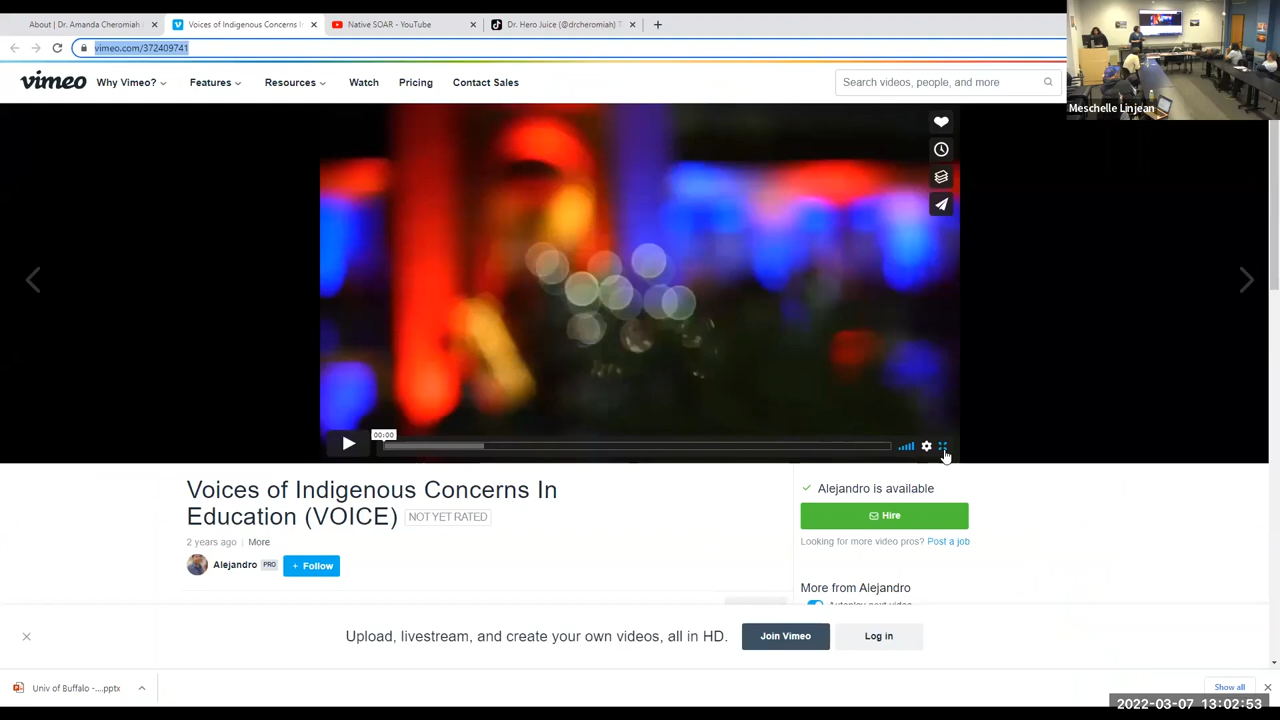 About | Dr. Amanda Cheromiah |
Voices of Indigenous Concerns In
Native SOAR - YouTube
Dr. Hero Juice (@drcheromiah) T
vimeo.com/372409741
vimeo
Why Vimeo?
Features
Resources
Watch
Pricing
Contact Sales
Search videos, people, and more
Meschelle Linjean
00:00
Voices of Indigenous Concerns In
Education (VOICE) NOT YET RATED
2 years ago | More
Alejandro PRO + Follow
Alejandro is available
Hire
Looking for more video pros? Post a job
More from Alejandro
Autoplay next video
Upload, livestream, and create your own videos, all in HD.
Join Vimeo
Log in
Univ of Buffalo -....pptx
Show all
2022-03-07 13:02:53